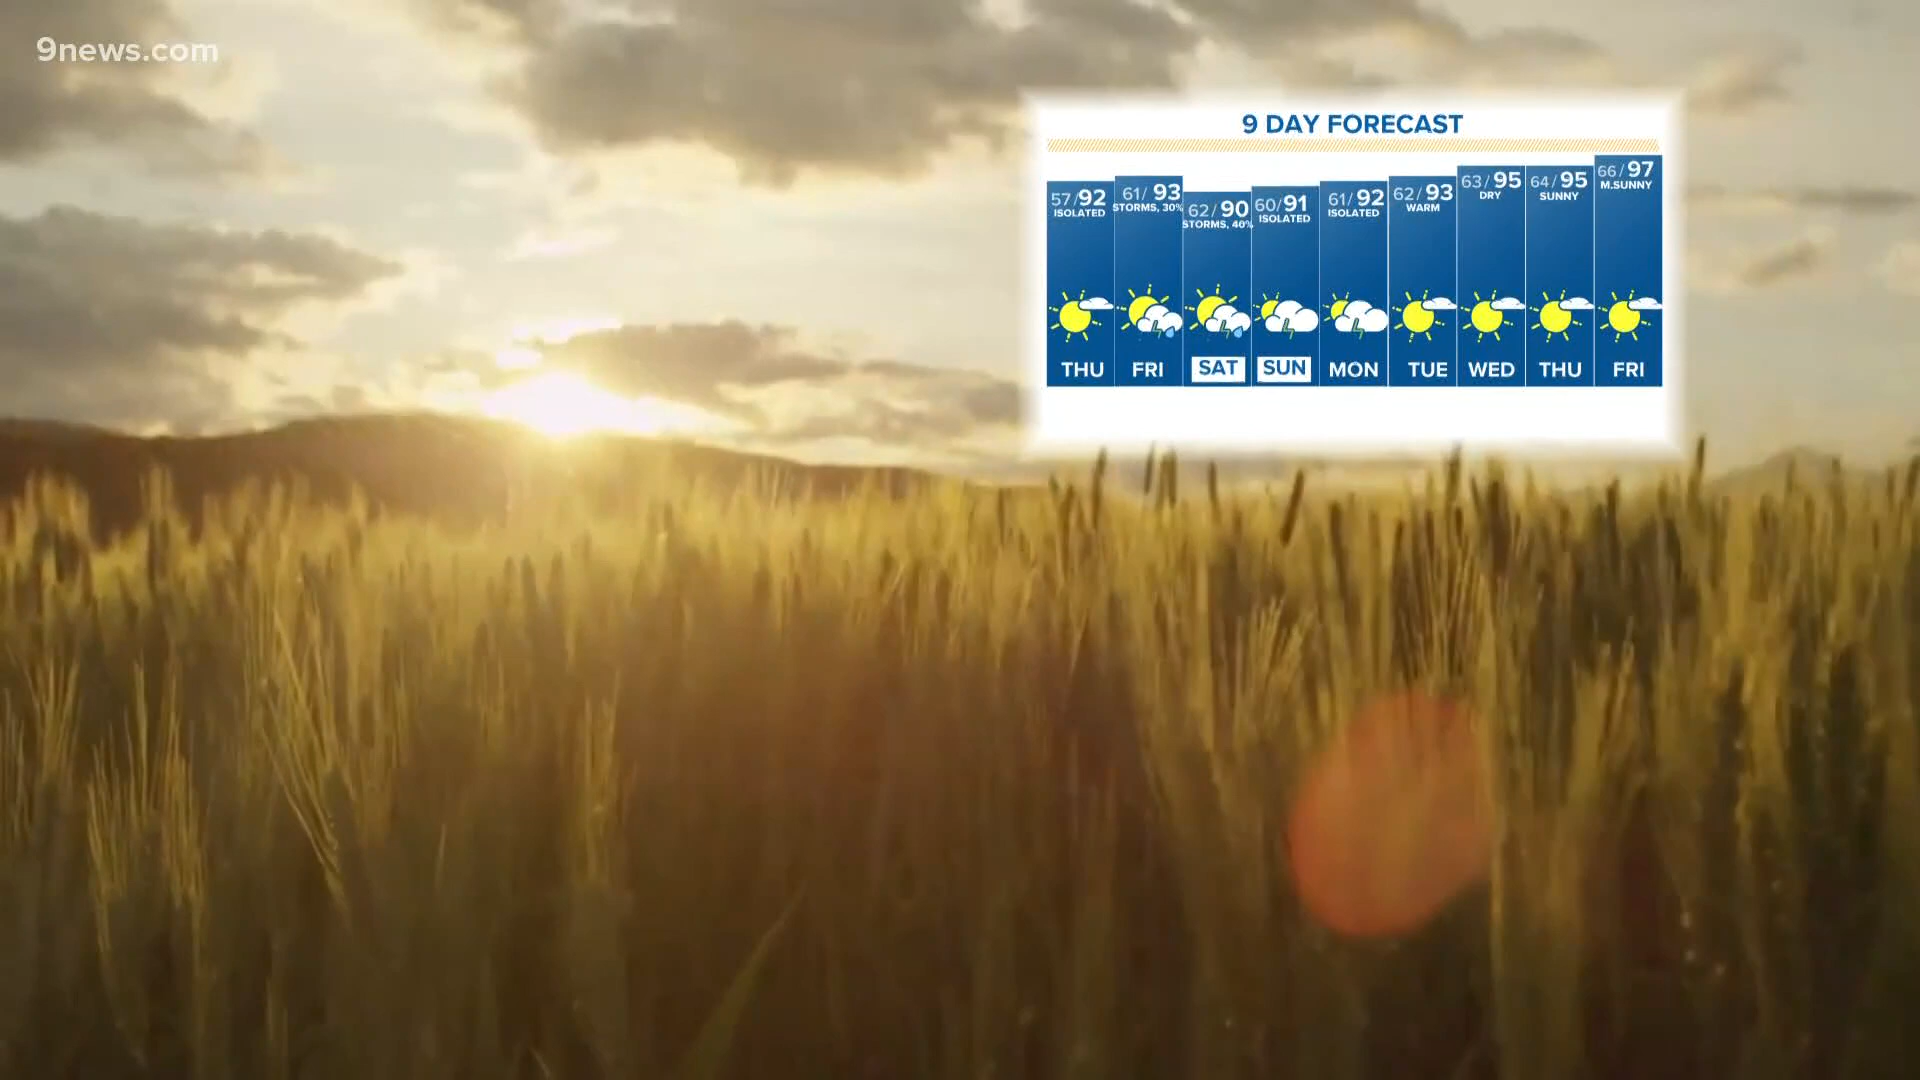 9news.com
9 DAY FORECAST
57/92 61/93 62/90 60/91 61/92 62/93 63/95 64/95 66/97
ISOLATED STORMS, 30% STORMS, 40% ISOLATED ISOLATED WARM DRY SUNNY M.SUNNY
THU FRI SAT SUN MON TUE WED THU FRI